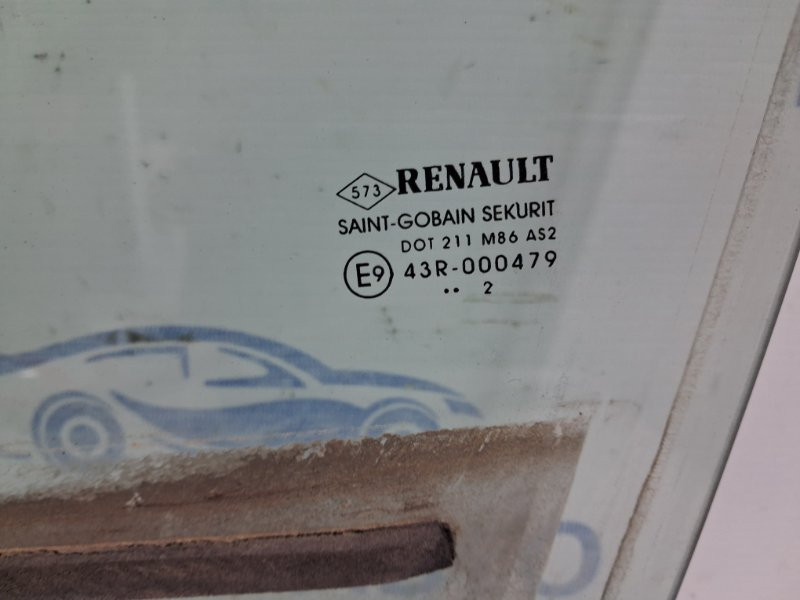 573 RENAULT
SAINT-GOBAIN SEKURIT
DOT 211 M86 AS2
E9 43R-000479
•• 2